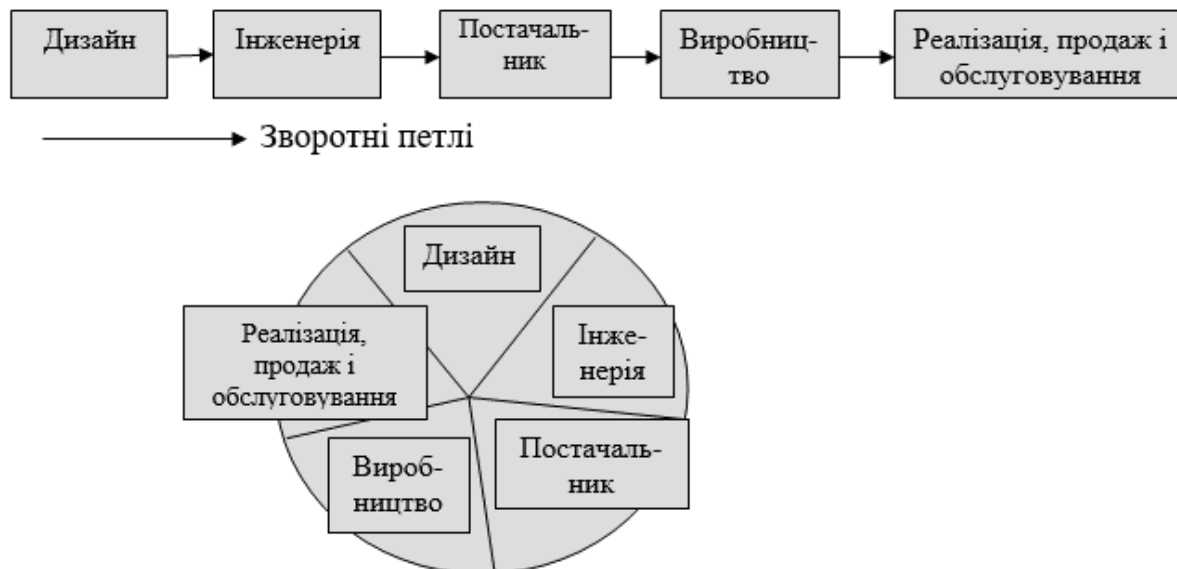 Дизайн
Інженерія
Постачаль-
ник
Виробниц-
тво
Реалізація, продаж і
обслуговування
Зворотні петлі
Дизайн
Інже-
нерія
Постачаль-
ник
Вироб-
ництво
Реалізація,
продаж і
обслуговування